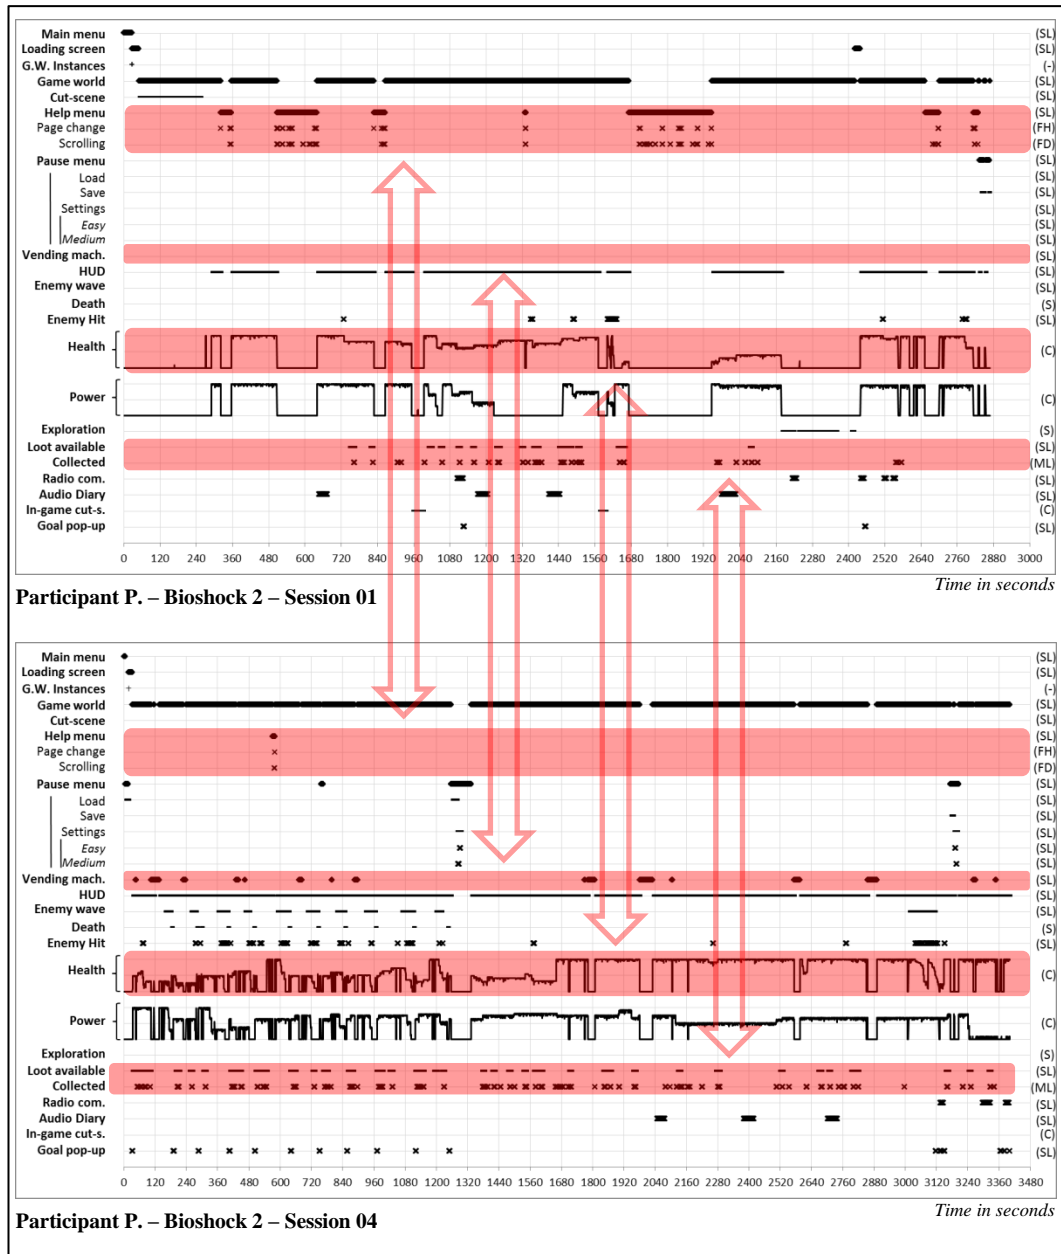 Main menu (SL)
Loading screen (SL)
G.W. Instances (-)
Game world (SL)
Cut-scene (SL)
Help menu (SL)
Page change (FH)
Scrolling (FD)
Pause menu (SL)
Load (SL)
Save (SL)
Settings (SL)
Easy (SL)
Medium (SL)
Vending mach. (SL)
HUD (SL)
Enemy wave (SL)
Death (S)
Enemy Hit (SL)
Health (C)
Power (C)
Exploration (S)
Loot available (SL)
Collected (ML)
Radio com. (SL)
Audio Diary (SL)
In-game cut-s. (C)
Goal pop-up (SL)
0 120 240 360 480 600 720 840 960 1080 1200 1320 1440 1560 1680 1800 1920 2040 2160 2280 2400 2520 2640 2760 2880 3000
Time in seconds
Participant P. – Bioshock 2 – Session 01
Main menu (SL)
Loading screen (SL)
G.W. Instances (-)
Game world (SL)
Cut-scene (SL)
Help menu (SL)
Page change (FH)
Scrolling (FD)
Pause menu (SL)
Load (SL)
Save (SL)
Settings (SL)
Easy (SL)
Medium (SL)
Vending mach. (SL)
HUD (SL)
Enemy wave (SL)
Death (S)
Enemy Hit (SL)
Health (C)
Power (C)
Exploration (S)
Loot available (SL)
Collected (ML)
Radio com. (SL)
Audio Diary (SL)
In-game cut-s. (C)
Goal pop-up (SL)
0 120 240 360 480 600 720 840 960 1080 1200 1320 1440 1560 1680 1800 1920 2040 2160 2280 2400 2520 2640 2760 2880 3000 3120 3240 3360 3480
Time in seconds
Participant P. – Bioshock 2 – Session 04